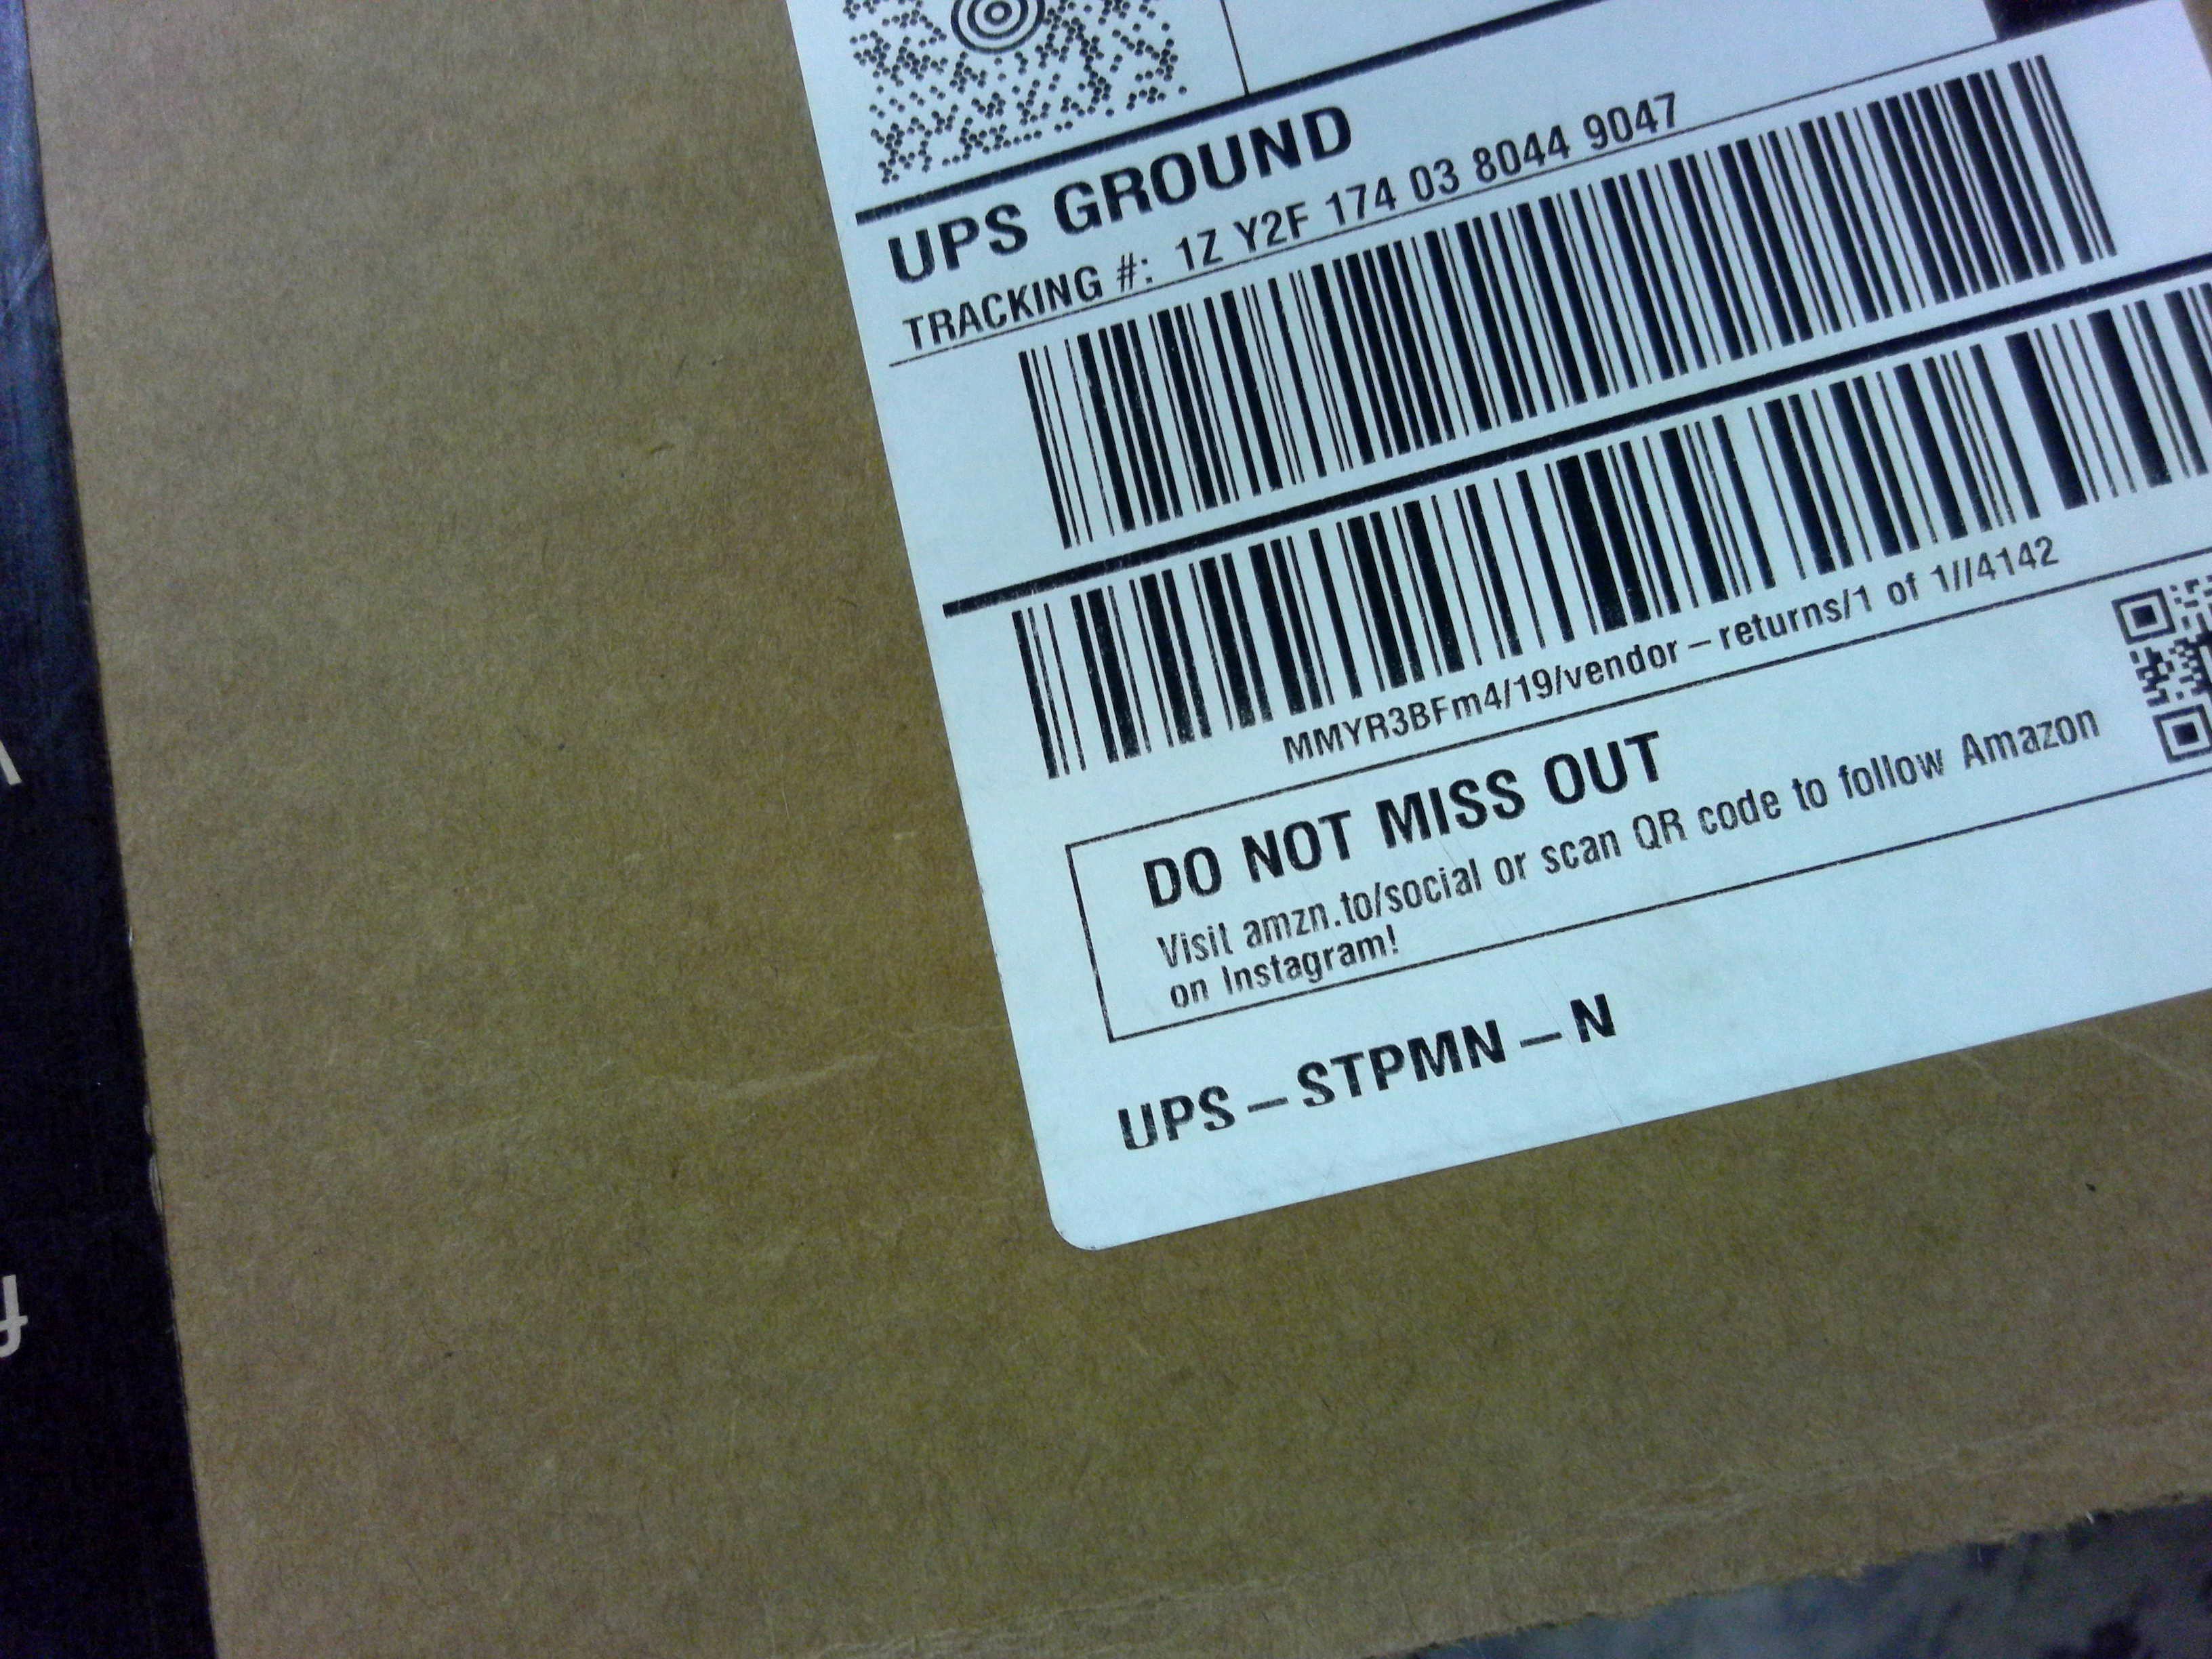 UPS GROUND
TRACKING #: 1Z Y2F 174 03 8044 9047
MMYR3BFm4/19/vendor-returns/1 of 1//4142
DO NOT MISS OUT
Visit amzn.to/social or scan QR code to follow Amazon
on Instagram!
UPS-STPMN-N